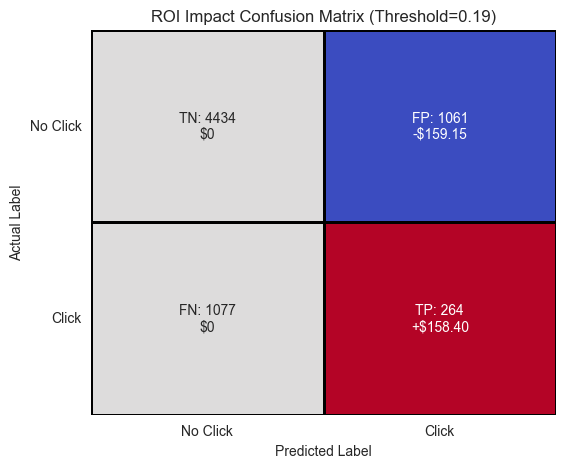 ROI Impact Confusion Matrix (Threshold=0.19)
Actual Label
No Click
TN: 4434
$0
FP: 1061
-$159.15
Click
FN: 1077
$0
TP: 264
+$158.40
No Click
Click
Predicted Label